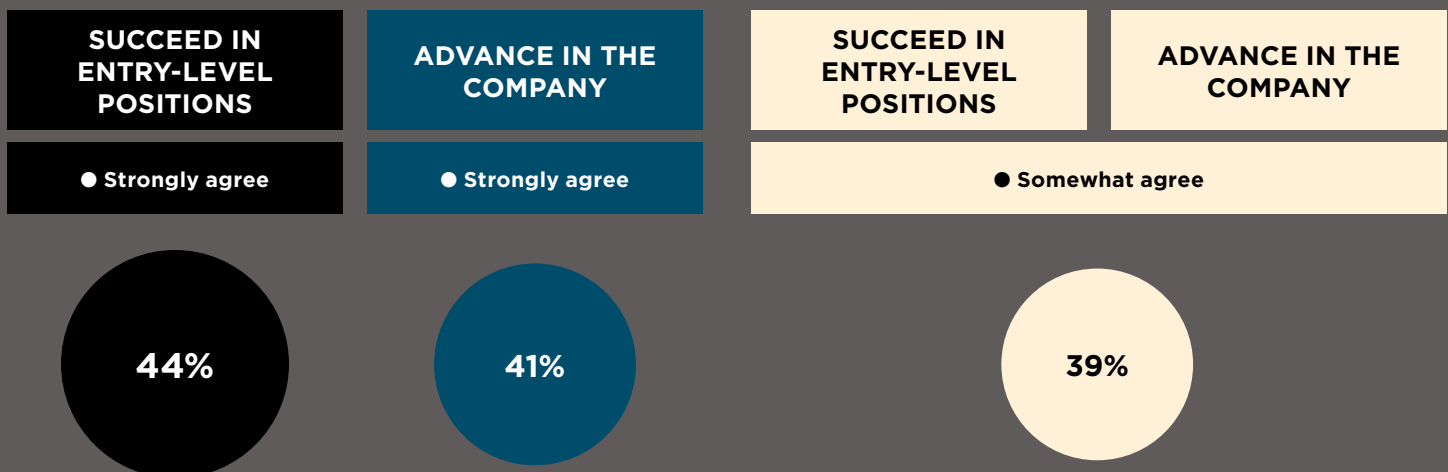 SUCCEED IN
ENTRY-LEVEL
POSITIONS
ADVANCE IN THE
COMPANY
SUCCEED IN
ENTRY-LEVEL
POSITIONS
ADVANCE IN THE
COMPANY
● Strongly agree
● Strongly agree
● Somewhat agree
44%
41%
39%